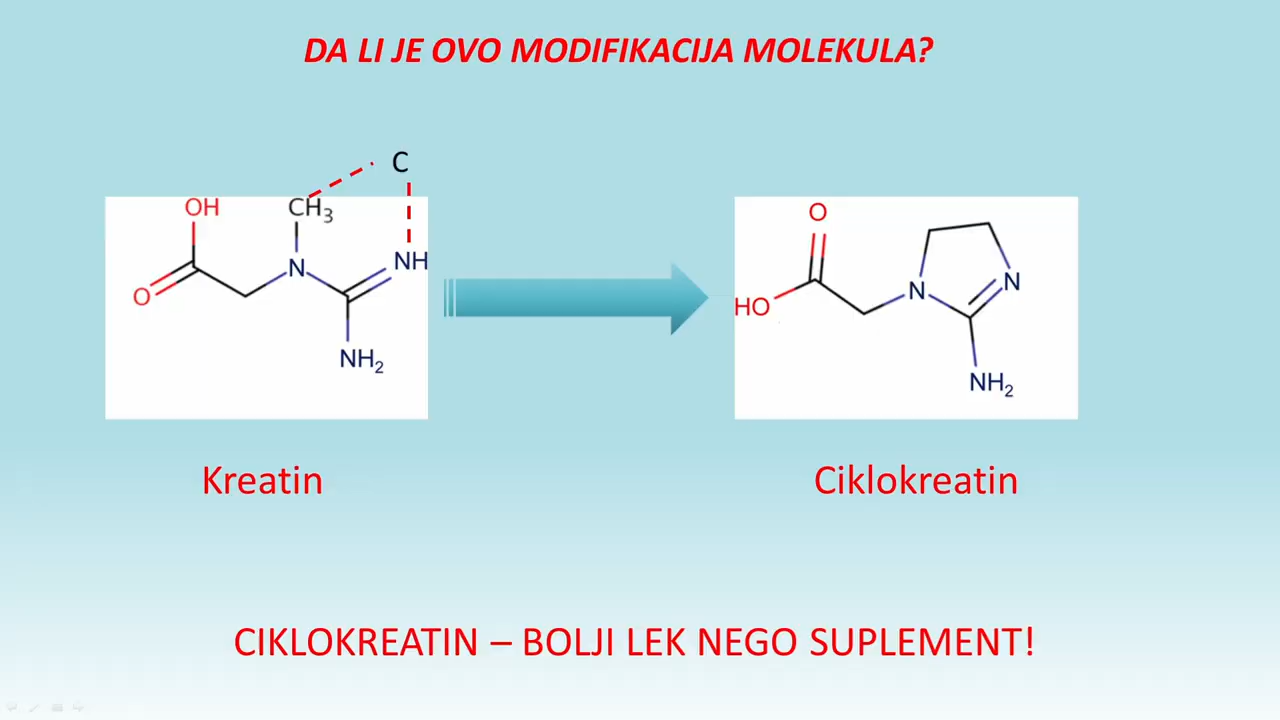 DA LI JE OVO MODIFIKACIJA MOLEKULA?
C
OH
CH3
N
NH
O
NH2
O
HO
N
N
NH2
Kreatin
Ciklokreatin
CIKLOKREATIN – BOLJI LEK NEGO SUPLEMENT!